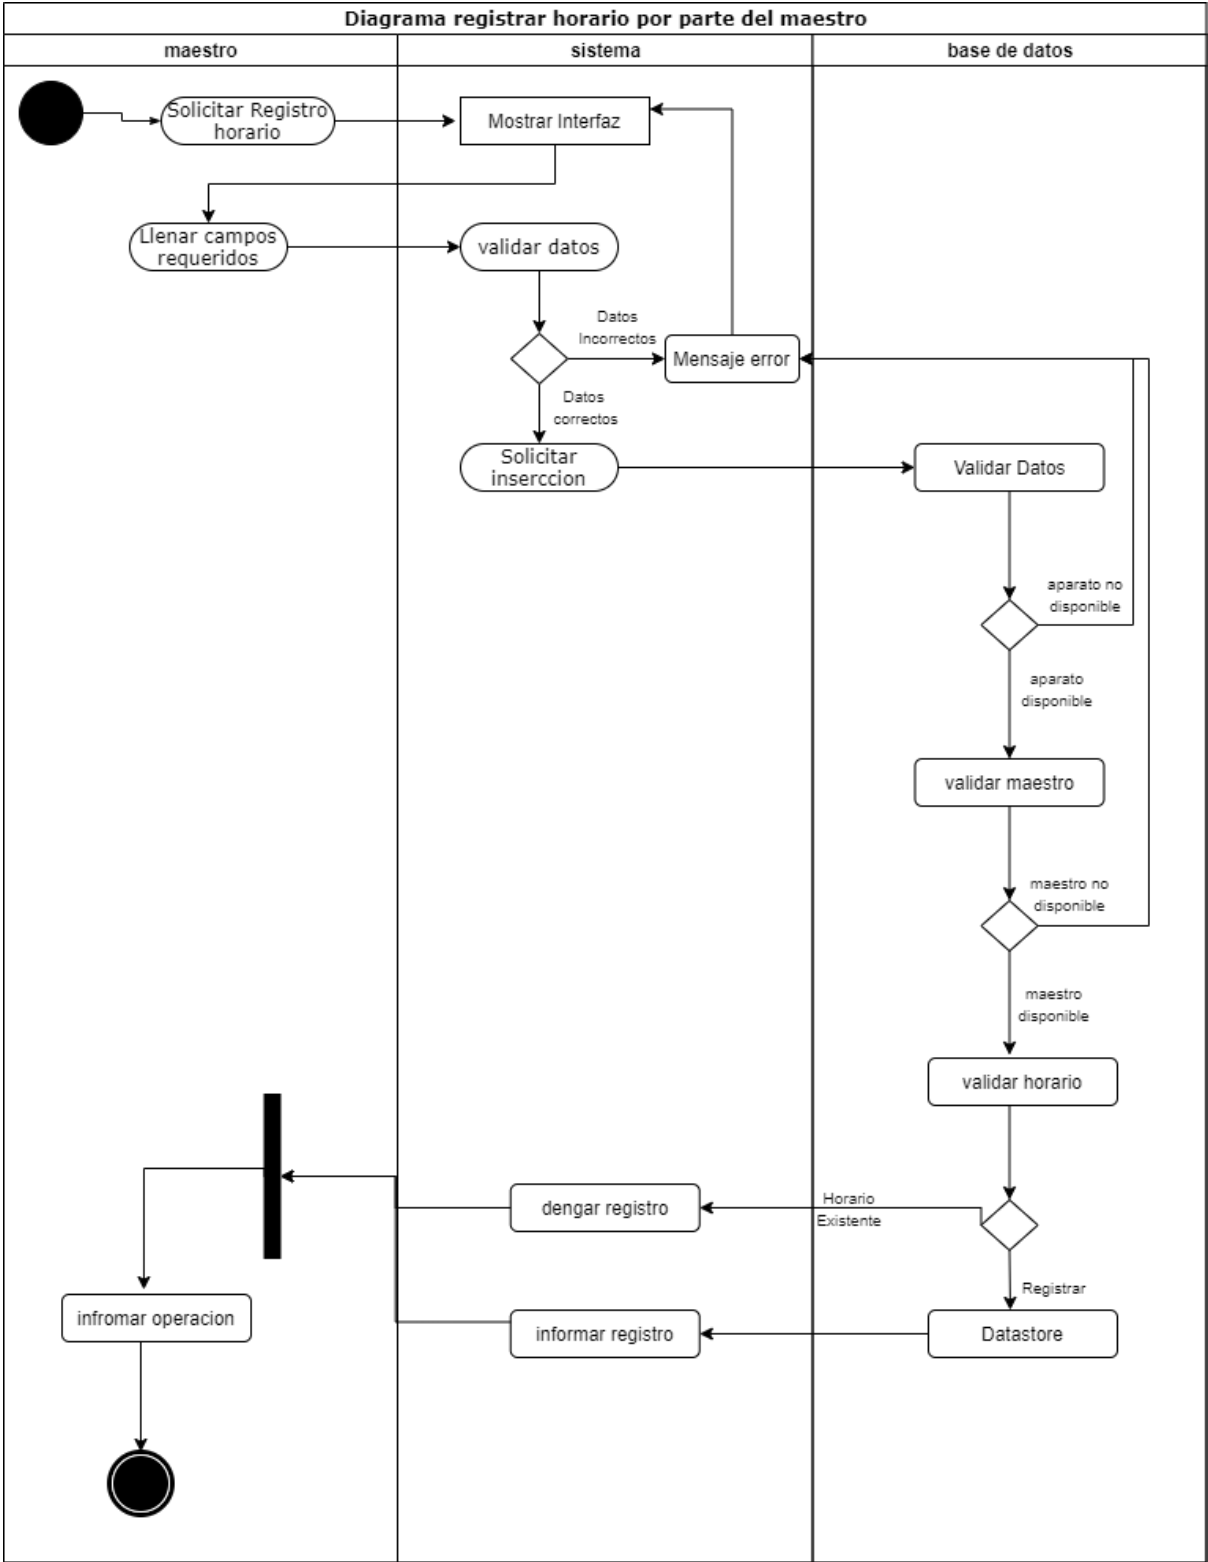 Diagrama registrar horario por parte del maestro
maestro
sistema
base de datos
Solicitar Registro
horario
Mostrar Interfaz
Llenar campos
requeridos
validar datos
Datos
Incorrectos
Mensaje error
Datos
correctos
Solicitar
inserccion
Validar Datos
aparato no
disponible
aparato
disponible
validar maestro
maestro no
disponible
maestro
disponible
validar horario
Horario
Existente
dengar registro
Registrar
infromar operacion
informar registro
Datastore